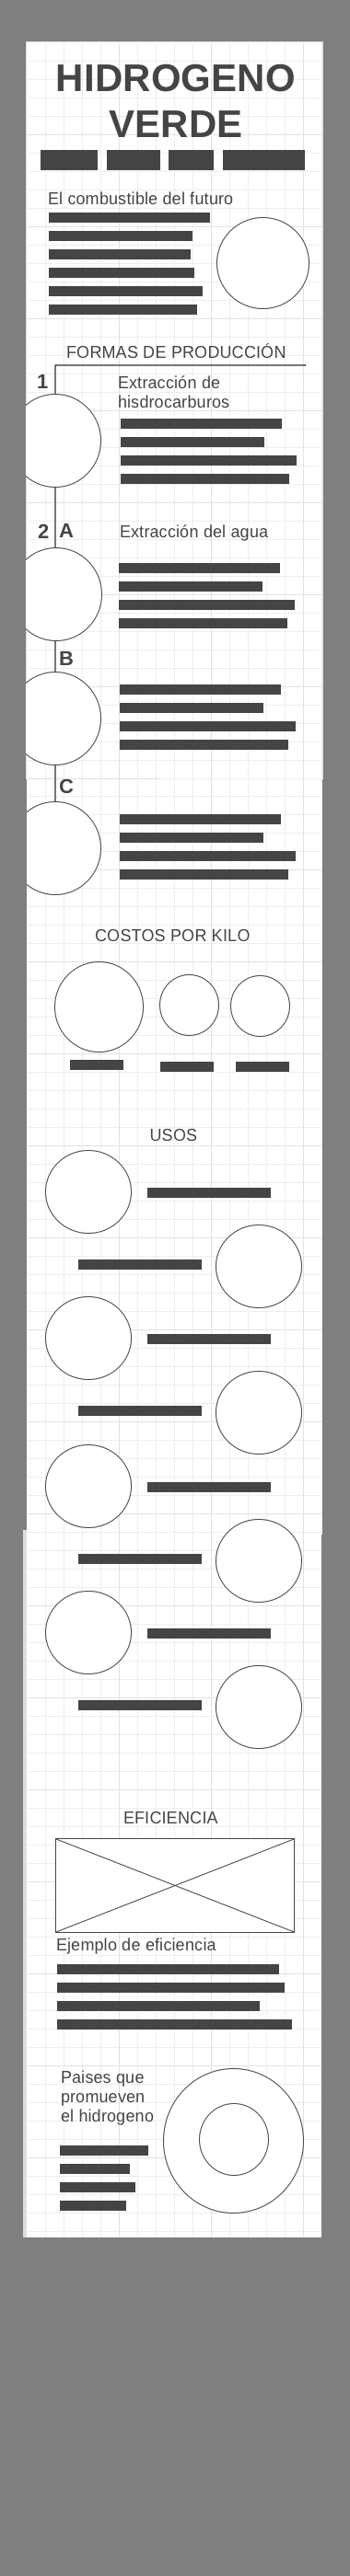 HIDROGENO
VERDE
El combustible del futuro
FORMAS DE PRODUCCIÓN
1
Extracción de
hisdrocarburos
2 A
Extracción del agua
B
C
COSTOS POR KILO
USOS
EFICIENCIA
Ejemplo de eficiencia
Paises que
promueven
el hidrogeno